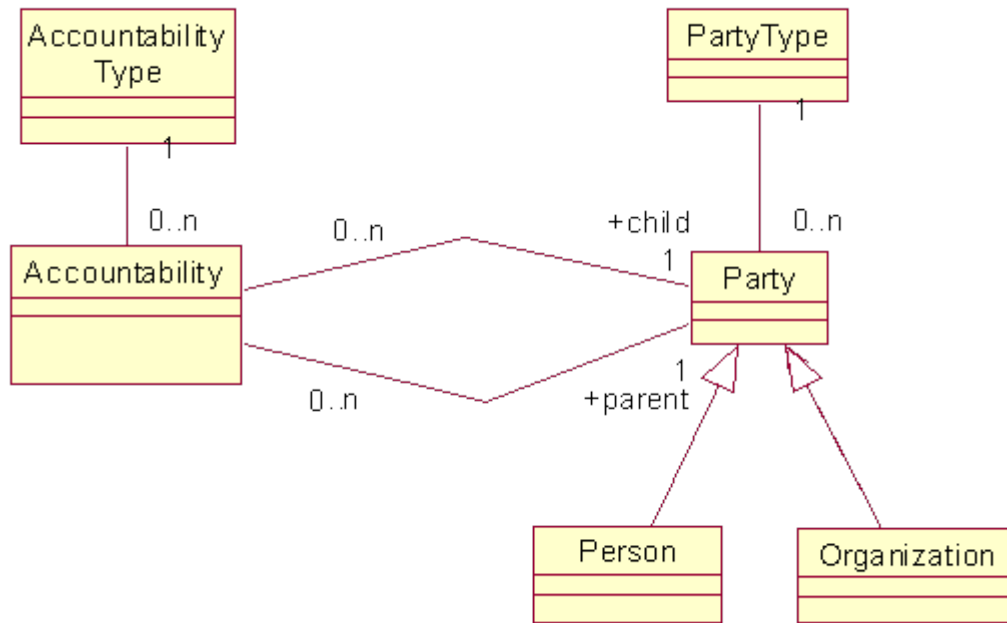 Accountability
Type
PartyType
1
1
0..n
0..n
+child
0..n
Accountability
1
Party
0..n
1
+parent
Person
Organization